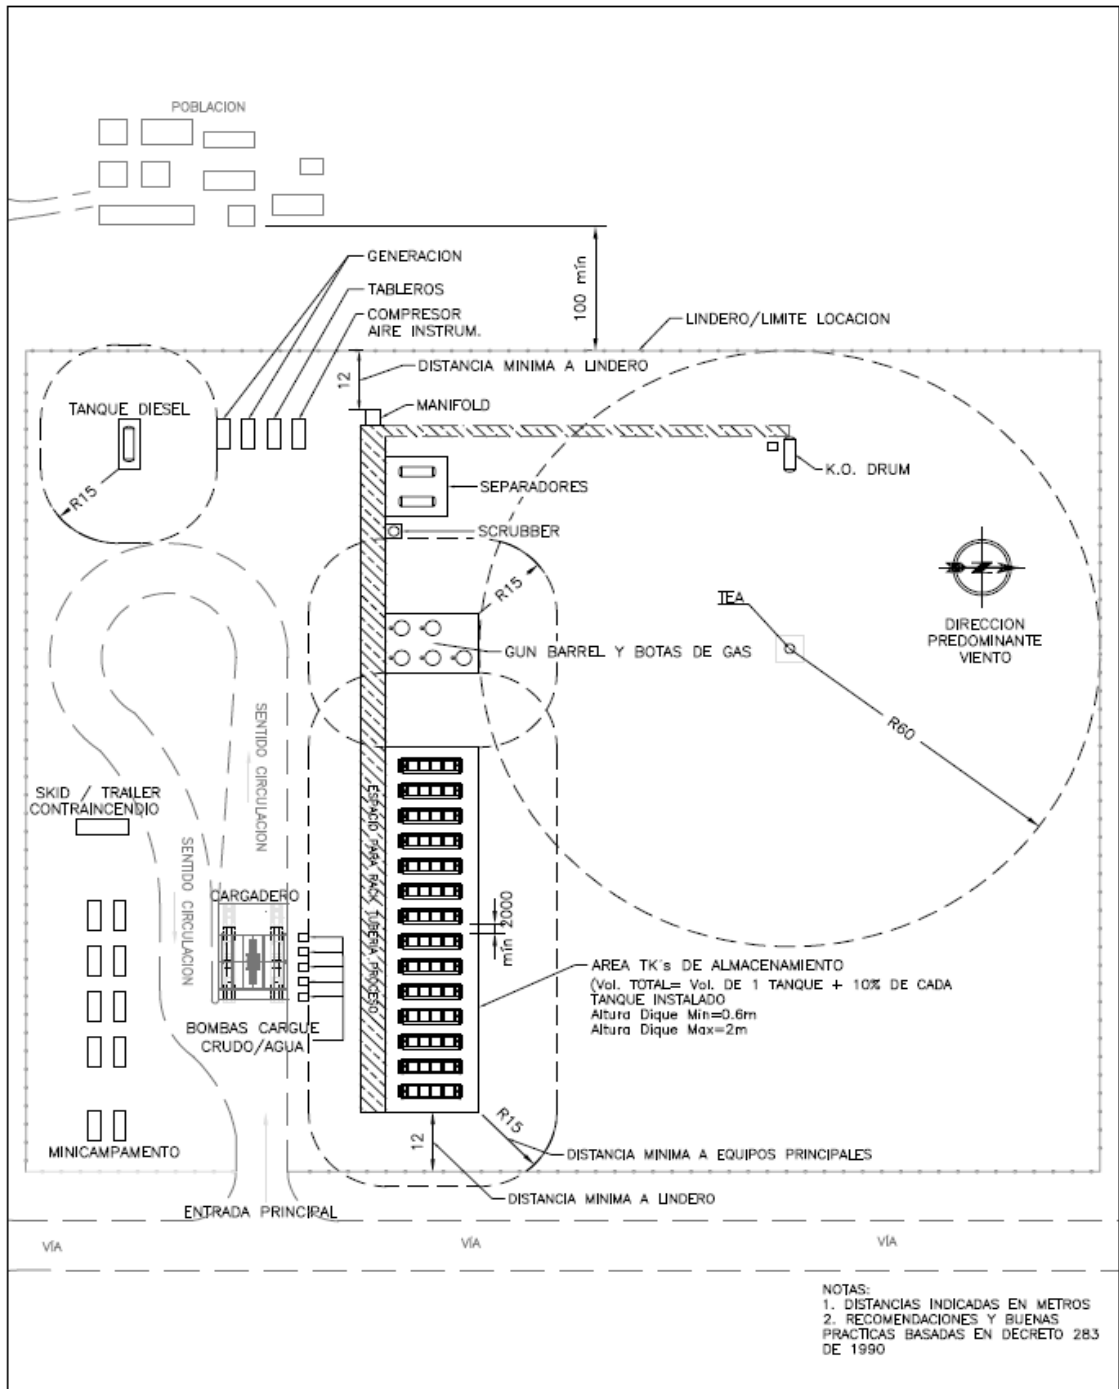 POBLACION
GENERACION
TABLEROS
COMPRESOR
AIRE INSTRUM.
100 mín
LINDERO/LIMITE LOCACION
12
DISTANCIA MINIMA A LINDERO
TANQUE DIESEL
MANIFOLD
K.O. DRUM
SEPARADORES
R15
SCRUBBER
R15
TEA
DIRECCION
PREDOMINANTE
VIENTO
GUN BARREL Y BOTAS DE GAS
R60
SENTIDO CIRCULACION
SKID / TRAILER
CONTRAINCENDIO
SENTIDO CIRCULACION
ESPACIO PARA RACK TUBERIA PROCESO
CARGADERO
mín 2000
AREA TK's DE ALMACENAMIENTO
(Vol. TOTAL= Vol. DE 1 TANQUE + 10% DE CADA
TANQUE INSTALADO
Altura Dique Mín=0.6m
Altura Dique Max=2m
BOMBAS CARGUE
CRUDO/AGUA
R15
12
MINICAMPAMENTO
DISTANCIA MINIMA A EQUIPOS PRINCIPALES
DISTANCIA MINIMA A LINDERO
ENTRADA PRINCIPAL
VÍA
VÍA
VÍA
NOTAS:
1. DISTANCIAS INDICADAS EN METROS
2. RECOMENDACIONES Y BUENAS
PRACTICAS BASADAS EN DECRETO 283
DE 1990